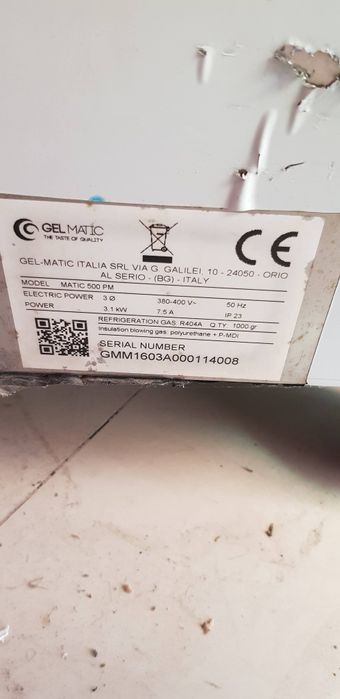 GELMATIC
THE TASTE OF QUALITY
CE
GEL-MATIC ITALIA SRL VIA G. GALILEI, 10 - 24050 - ORIO
AL SERIO - (BG) - ITALY
MODEL MATIC 500 PM
ELECTRIC POWER 3 Ø 380-400 V~ 50 Hz
POWER 3.1 kW 7.5 A IP 23
REFRIGERATION GAS: R404A Q.TY: 1000 gr
Insulation blowing gas: polyurethane + P-MDI
SERIAL NUMBER
GMM1603A000114008